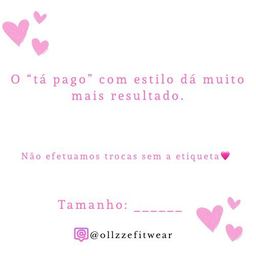 O “tá pago” com estilo dá muito
mais resultado.
Não efetuamos trocas sem a etiqueta💗
Tamanho: ______
@ollzzefitwear